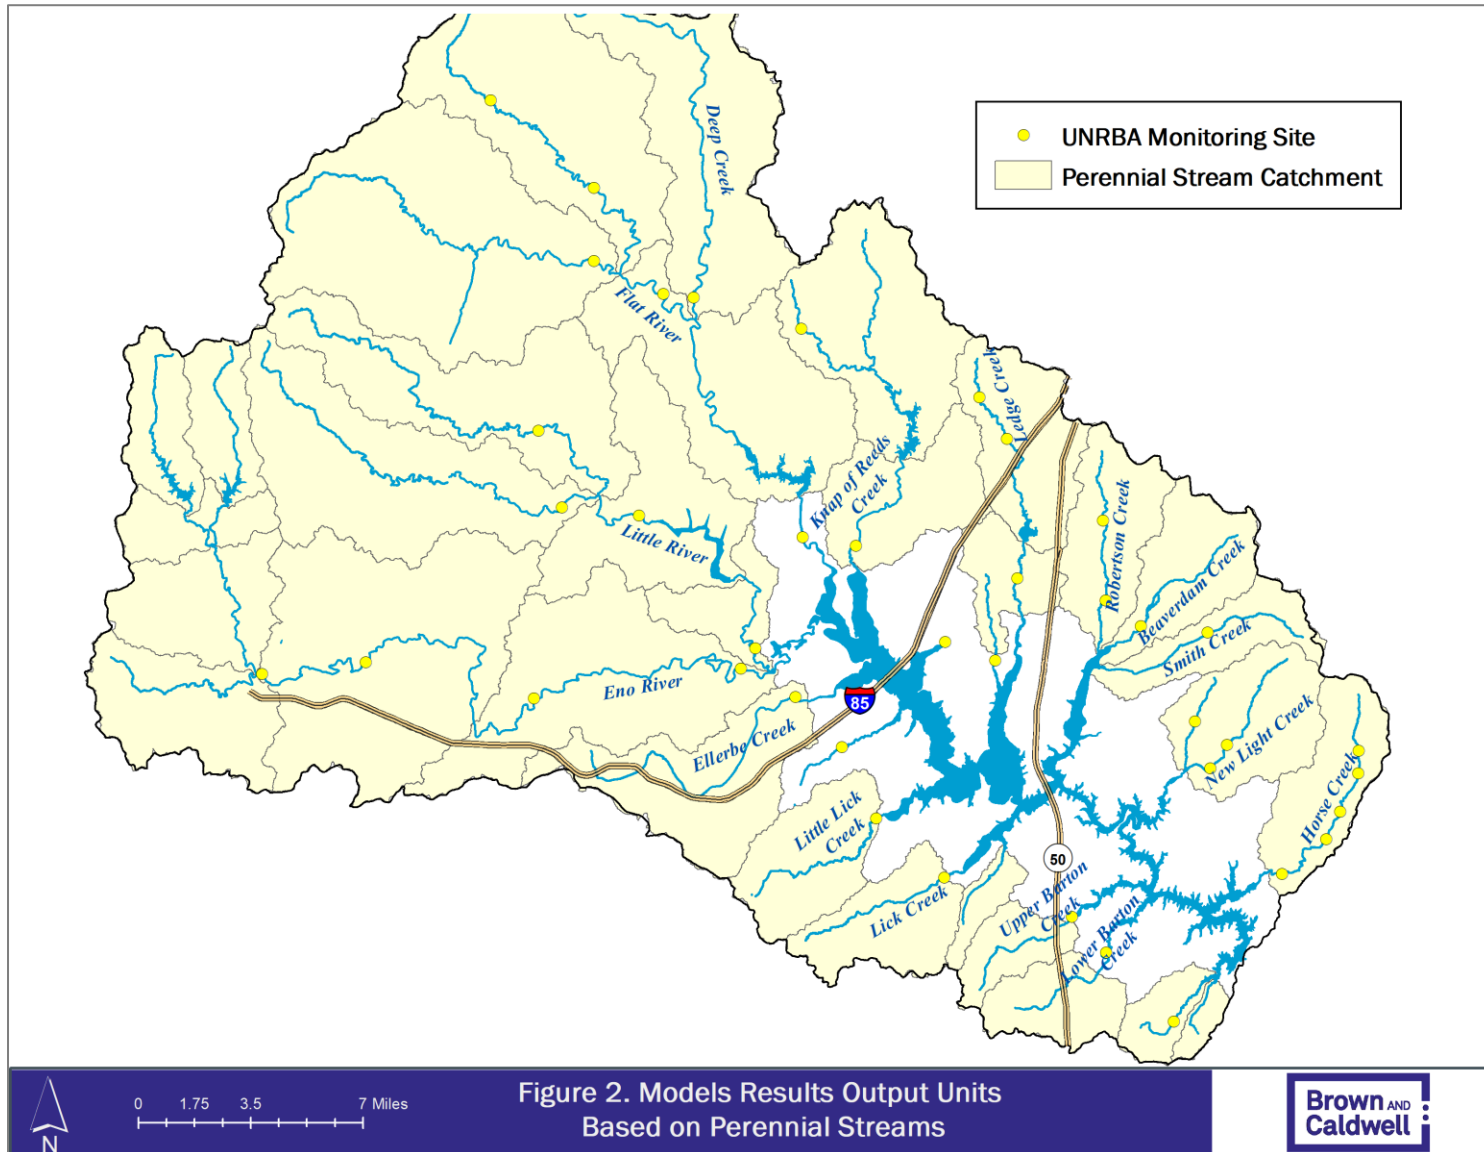 UNRBA Monitoring Site
Perennial Stream Catchment
Deep Creek
Flat River
Ledge Creek
Knap of Reeds
Creek
Little River
Robertson Creek
Beaverdam Creek
Smith Creek
Eno River
85
Ellerbe Creek
New Light Creek
Horse Creek
Little Lick
Creek
50
Lick Creek
Upper Barton
Creek
Lower Barton
Creek
0 1.75 3.5 7 Miles
N
Figure 2. Models Results Output Units
Based on Perennial Streams
Brown AND
Caldwell